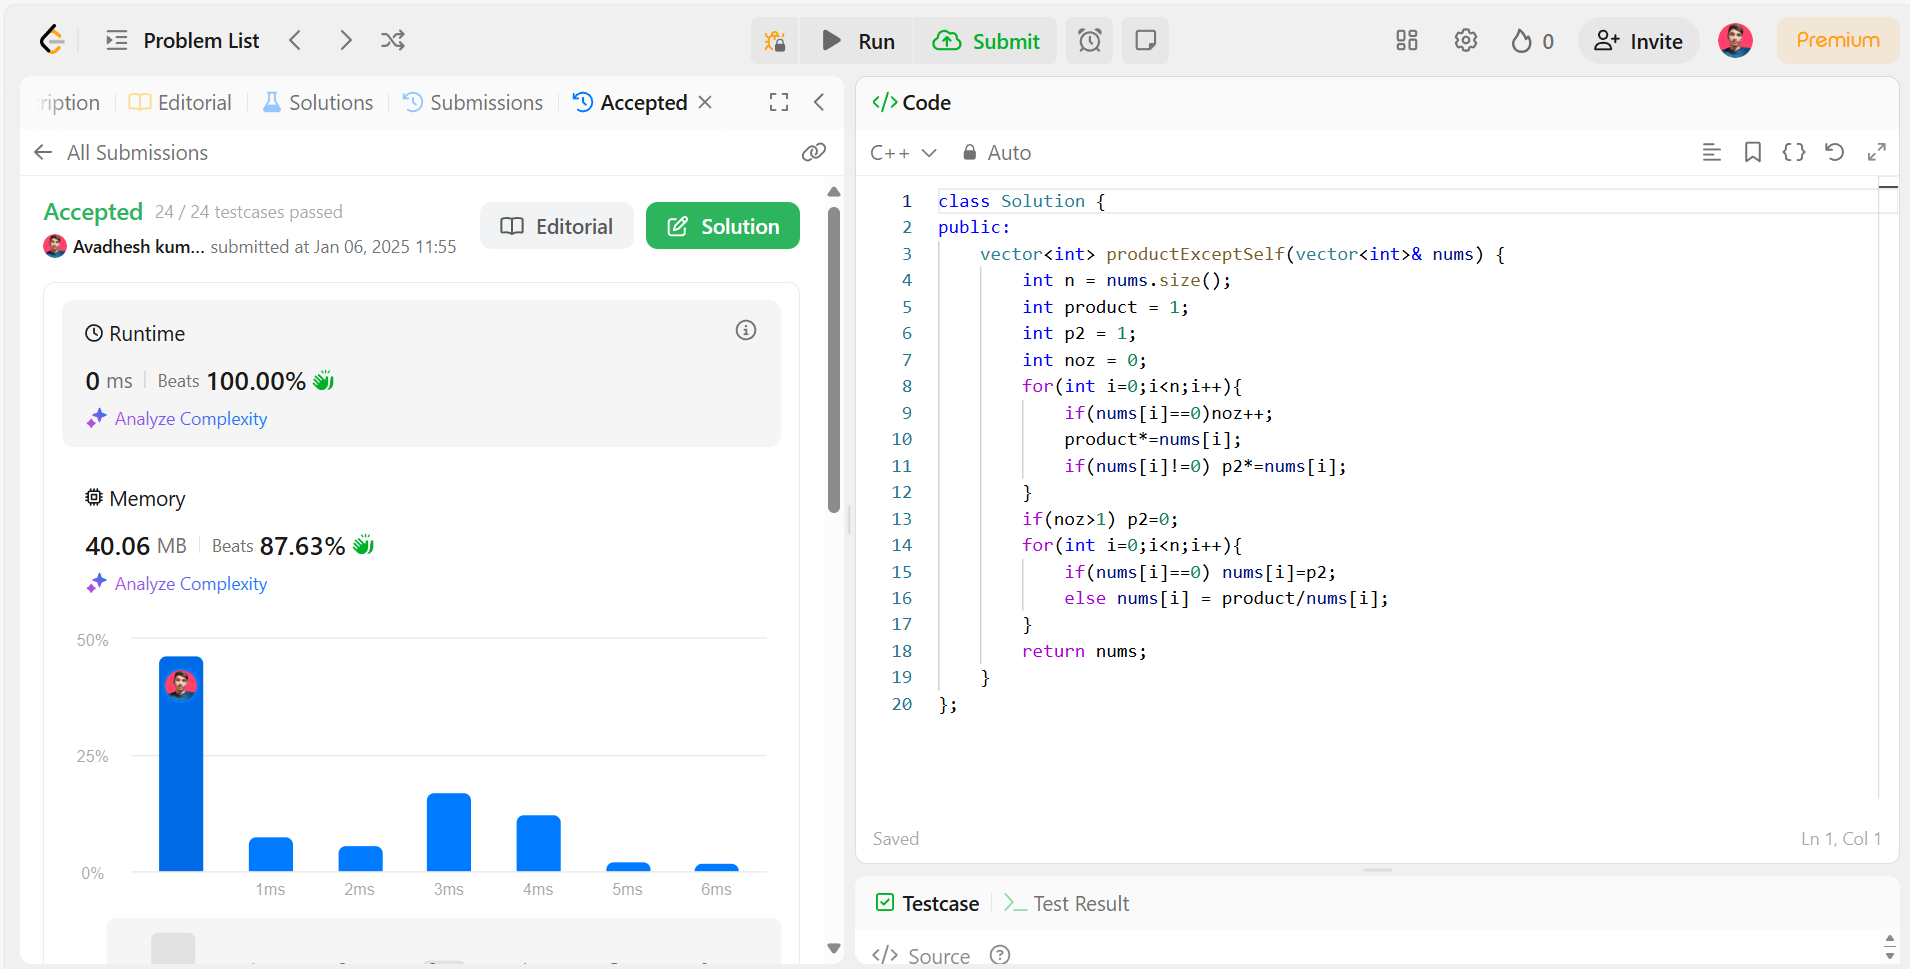 Problem List
Run
Submit
0
Invite
Premium
ription
Editorial
Solutions
Submissions
Accepted
All Submissions
Accepted 24 / 24 testcases passed
Avadhesh kum... submitted at Jan 06, 2025 11:55
Editorial
Solution
Runtime
0 ms
Beats 100.00%
Analyze Complexity
Memory
40.06 MB
Beats 87.63%
Analyze Complexity
50%
25%
0%
1ms
2ms
3ms
4ms
5ms
6ms
</> Code
C++
Auto
1 class Solution {
2 public:
3     vector<int> productExceptSelf(vector<int>& nums) {
4         int n = nums.size();
5         int product = 1;
6         int p2 = 1;
7         int noz = 0;
8         for(int i=0;i<n;i++){
9             if(nums[i]==0)noz++;
10             product*=nums[i];
11             if(nums[i]!=0) p2*=nums[i];
12         }
13         if(noz>1) p2=0;
14         for(int i=0;i<n;i++){
15             if(nums[i]==0) nums[i]=p2;
16             else nums[i] = product/nums[i];
17         }
18         return nums;
19     }
20 };
Saved
Ln 1, Col 1
Testcase
Test Result
</> Source